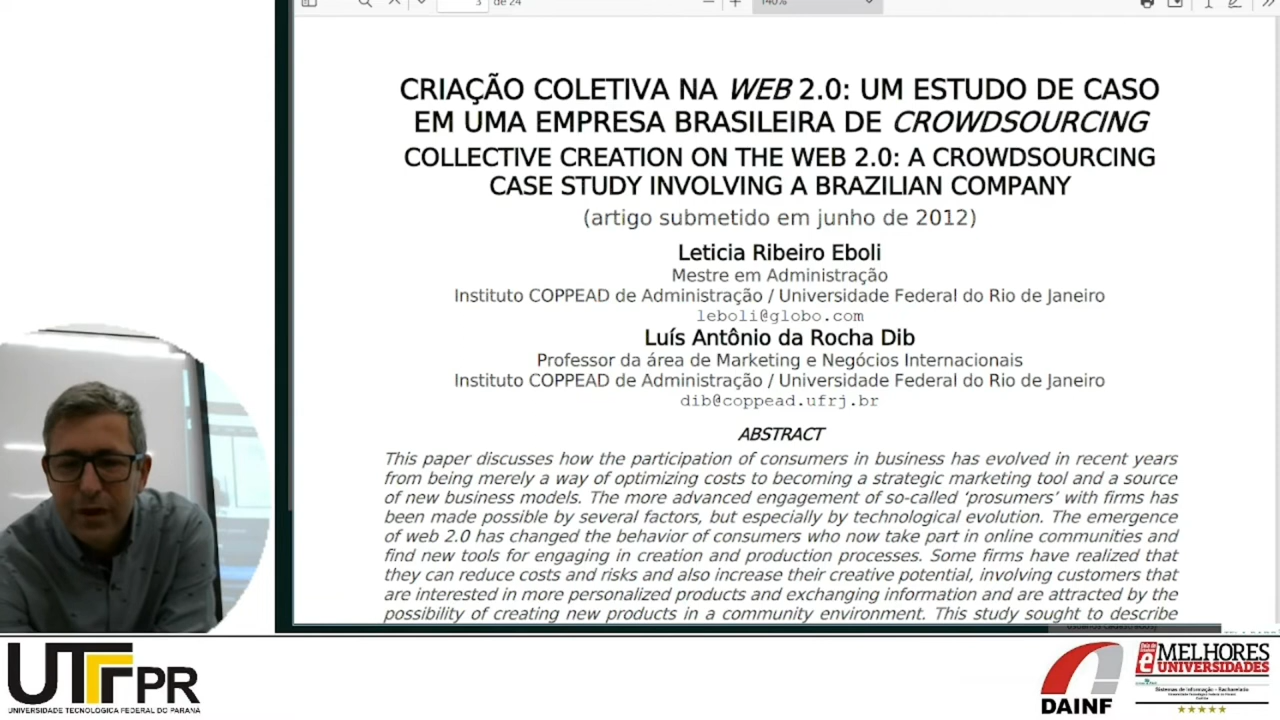 3 de 24
140%
CRIAÇÃO COLETIVA NA WEB 2.0: UM ESTUDO DE CASO
EM UMA EMPRESA BRASILEIRA DE CROWDSOURCING
COLLECTIVE CREATION ON THE WEB 2.0: A CROWDSOURCING
CASE STUDY INVOLVING A BRAZILIAN COMPANY
(artigo submetido em junho de 2012)
Leticia Ribeiro Eboli
Mestre em Administração
Instituto COPPEAD de Administração / Universidade Federal do Rio de Janeiro
leboli@globo.com
Luís Antônio da Rocha Dib
Professor da área de Marketing e Negócios Internacionais
Instituto COPPEAD de Administração / Universidade Federal do Rio de Janeiro
dib@coppead.ufrj.br
ABSTRACT
This paper discusses how the participation of consumers in business has evolved in recent years
from being merely a way of optimizing costs to becoming a strategic marketing tool and a source
of new business models. The more advanced engagement of so-called ‘prosumers’ with firms has
been made possible by several factors, but especially by technological evolution. The emergence
of web 2.0 has changed the behavior of consumers who now take part in online communities and
find new tools for engaging in creation and production processes. Some firms have realized that
they can reduce costs and risks and also increase their creative potential, involving customers that
are interested in more personalized products and exchanging information and are attracted by the
possibility of creating new products in a community environment. This study sought to describe
UTFPR
UNIVERSIDADE TECNOLÓGICA FEDERAL DO PARANÁ
DAINF
MELHORES
UNIVERSIDADES
Sistemas de Informação - Bacharelado